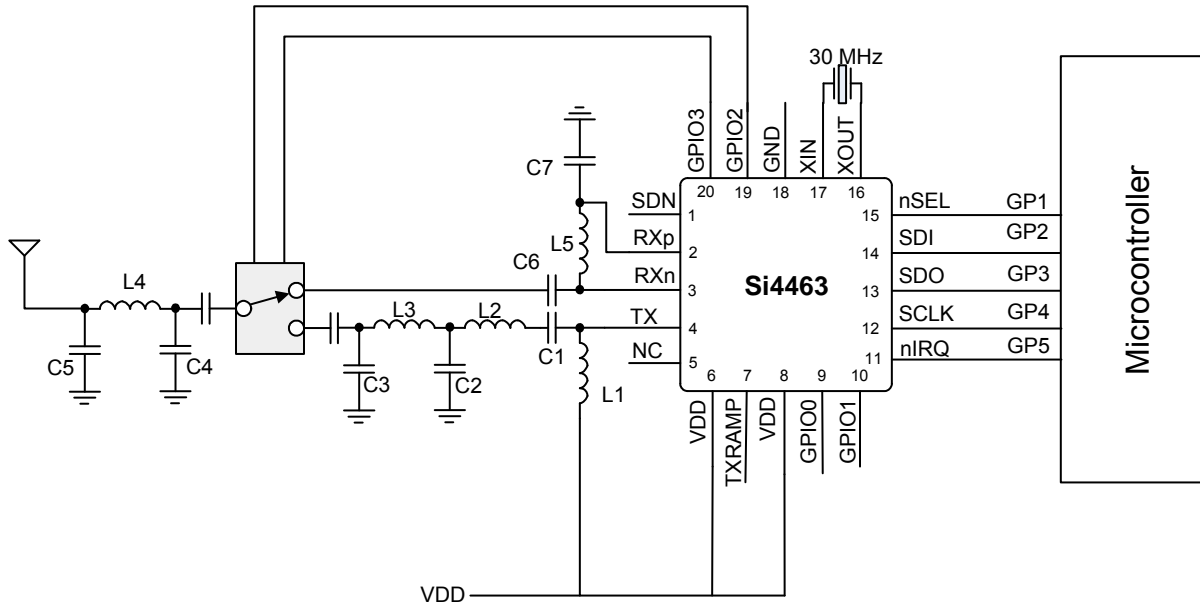 30 MHz
GPIO3
GPIO2
GND
XIN
XOUT
20
19
18
17
16
C7
SDN
1
RXp
2
RXn
3
TX
4
NC
5
L5
C6
L4
L3
L2
C1
L1
C5
C4
C3
C2
Si4463
15
nSEL
GP1
14
SDI
GP2
13
SDO
GP3
12
SCLK
GP4
11
nIRQ
GP5
Microcontroller
6
7
8
9
10
VDD
TXRAMP
VDD
GPIO0
GPIO1
VDD